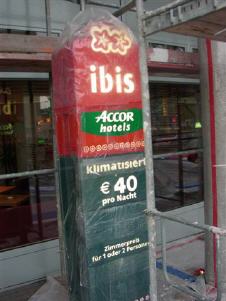 ibis
ACCOR
hotels
klimatisiert
€ 40
pro Nacht
Zimmerpreis
für 1 oder 2 Personen